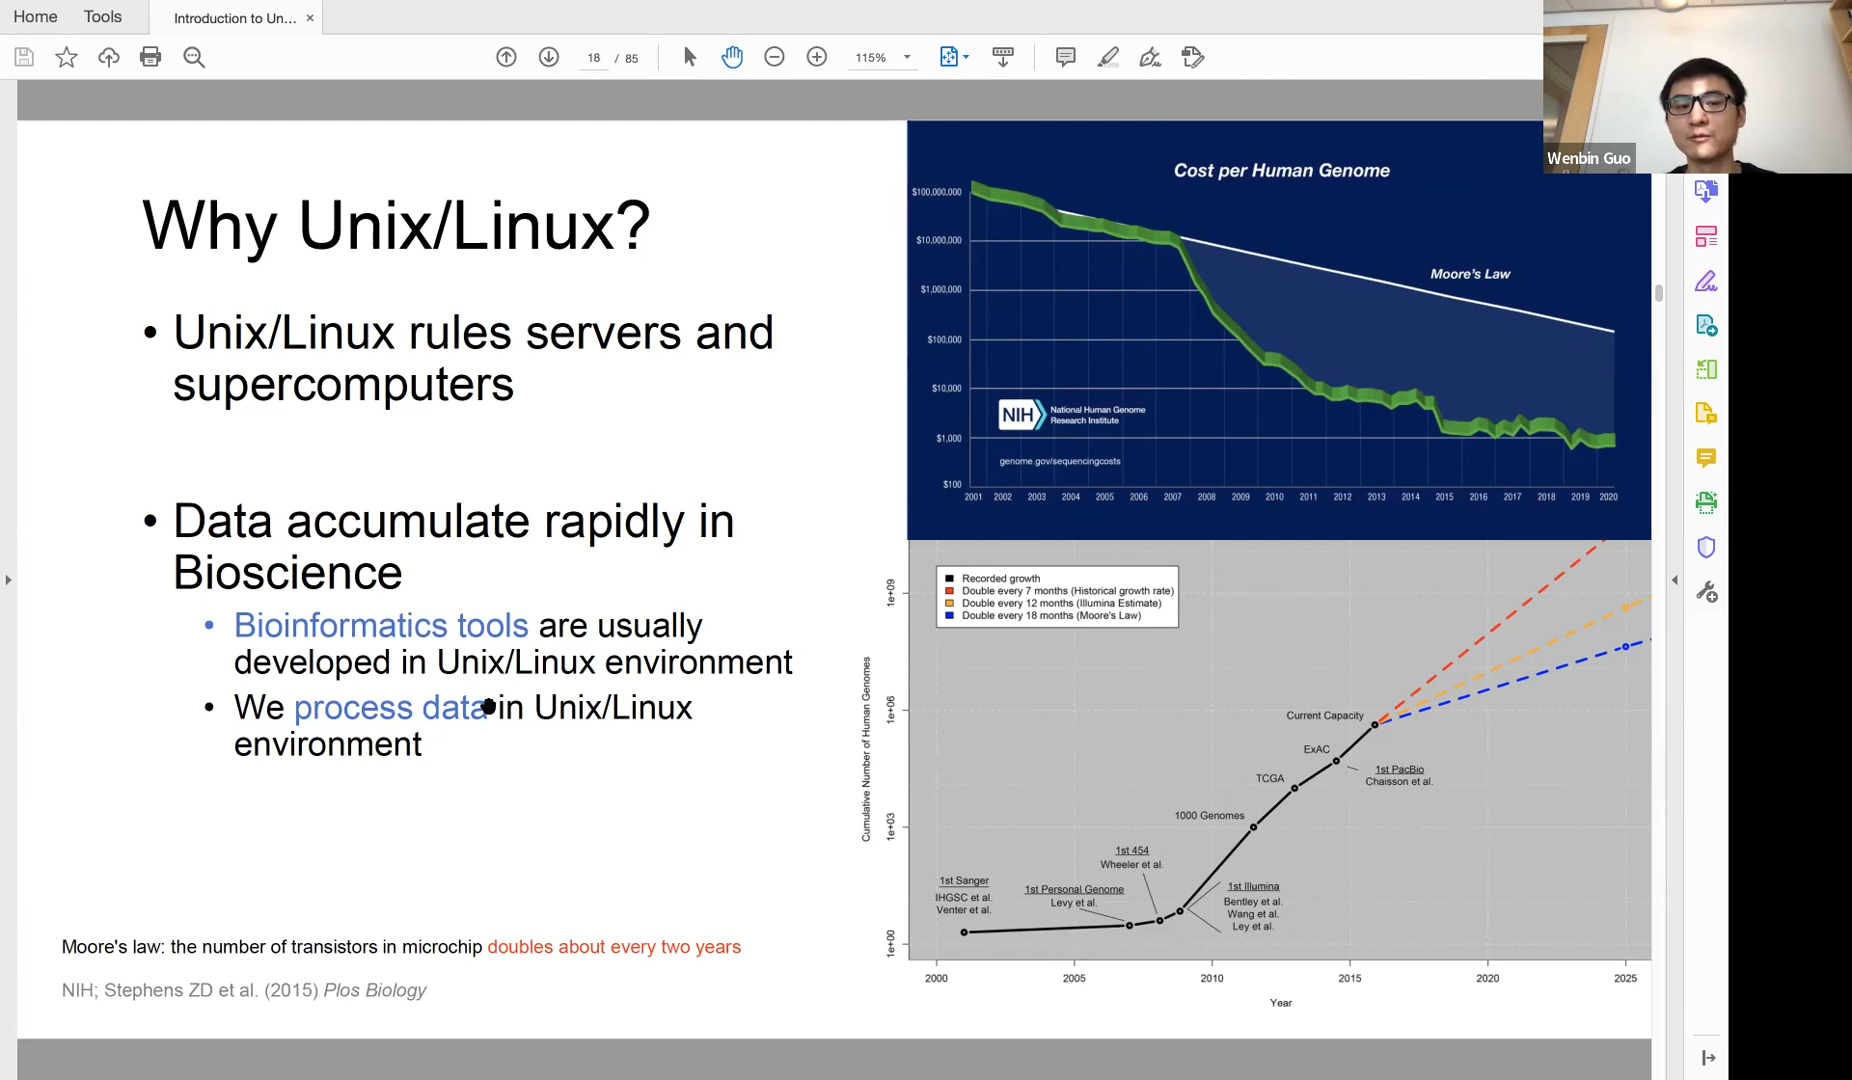 Home
Tools
Introduction to Un...
×
18 / 85
115%
Wenbin Guo
Why Unix/Linux?
• Unix/Linux rules servers and
supercomputers
• Data accumulate rapidly in
Bioscience
• Bioinformatics tools are usually
developed in Unix/Linux environment
• We process data in Unix/Linux
environment
Moore's law: the number of transistors in microchip doubles about every two years
NIH; Stephens ZD et al. (2015) Plos Biology
Cost per Human Genome
$100,000,000
$10,000,000
$1,000,000
$100,000
$10,000
$1,000
$100
Moore's Law
NIH
National Human Genome
Research Institute
genome.gov/sequencingcosts
2001 2002 2003 2004 2005 2006 2007 2008 2009 2010 2011 2012 2013 2014 2015 2016 2017 2018 2019 2020
Recorded growth
Double every 7 months (Historical growth rate)
Double every 12 months (Illumina Estimate)
Double every 18 months (Moore's Law)
Cumulative Number of Human Genomes
1e+09
1e+06
1e+03
1e+00
Current Capacity
ExAC
1st PacBio
Chaisson et al.
TCGA
1000 Genomes
1st 454
Wheeler et al.
1st Sanger
IHGSC et al.
Venter et al.
1st Personal Genome
Levy et al.
1st Illumina
Bentley et al.
Wang et al.
Ley et al.
2000 2005 2010 2015 2020 2025
Year